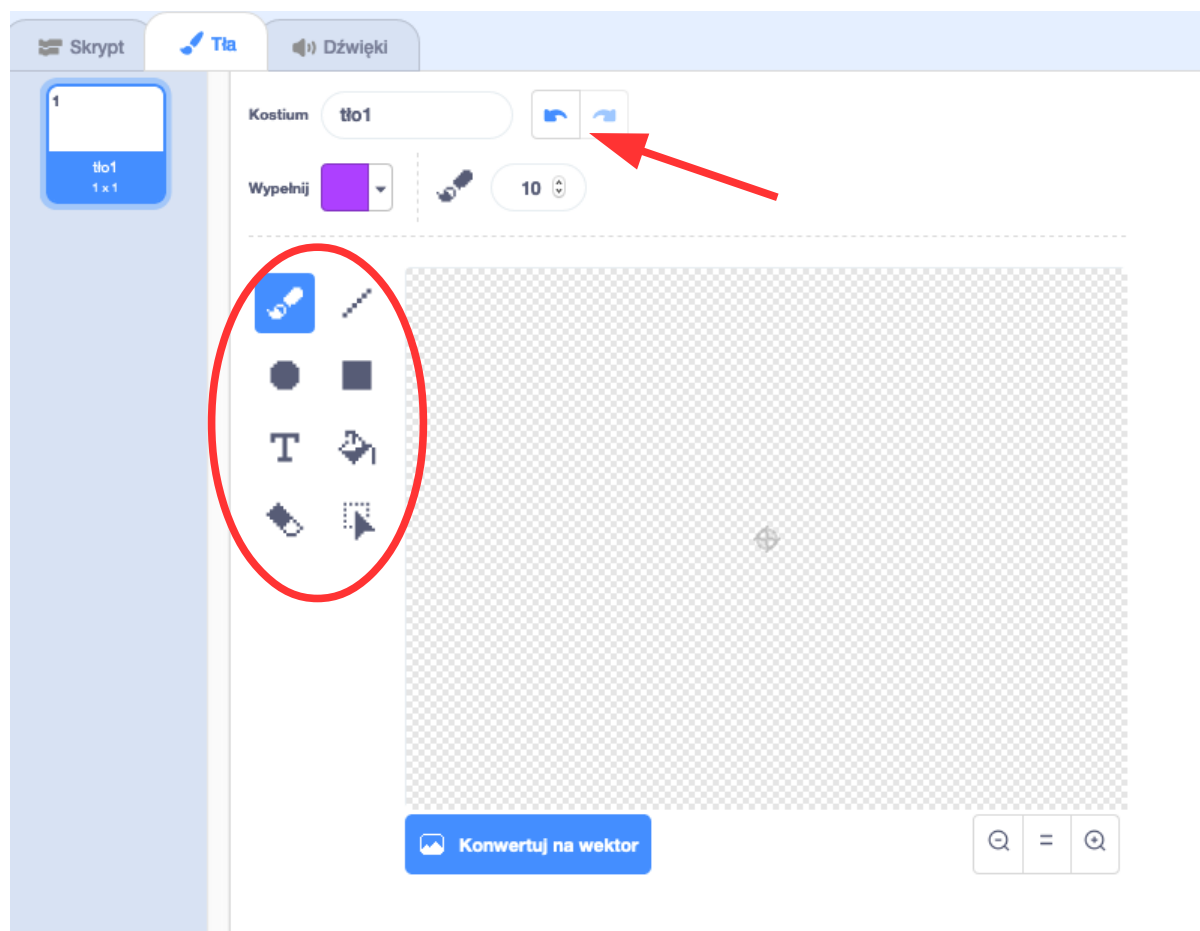 Skrypt
Tła
Dźwięki
1
tło1
1 x 1
Kostium
tło1
Wypełnij
10
T
Konwertuj na wektor
=